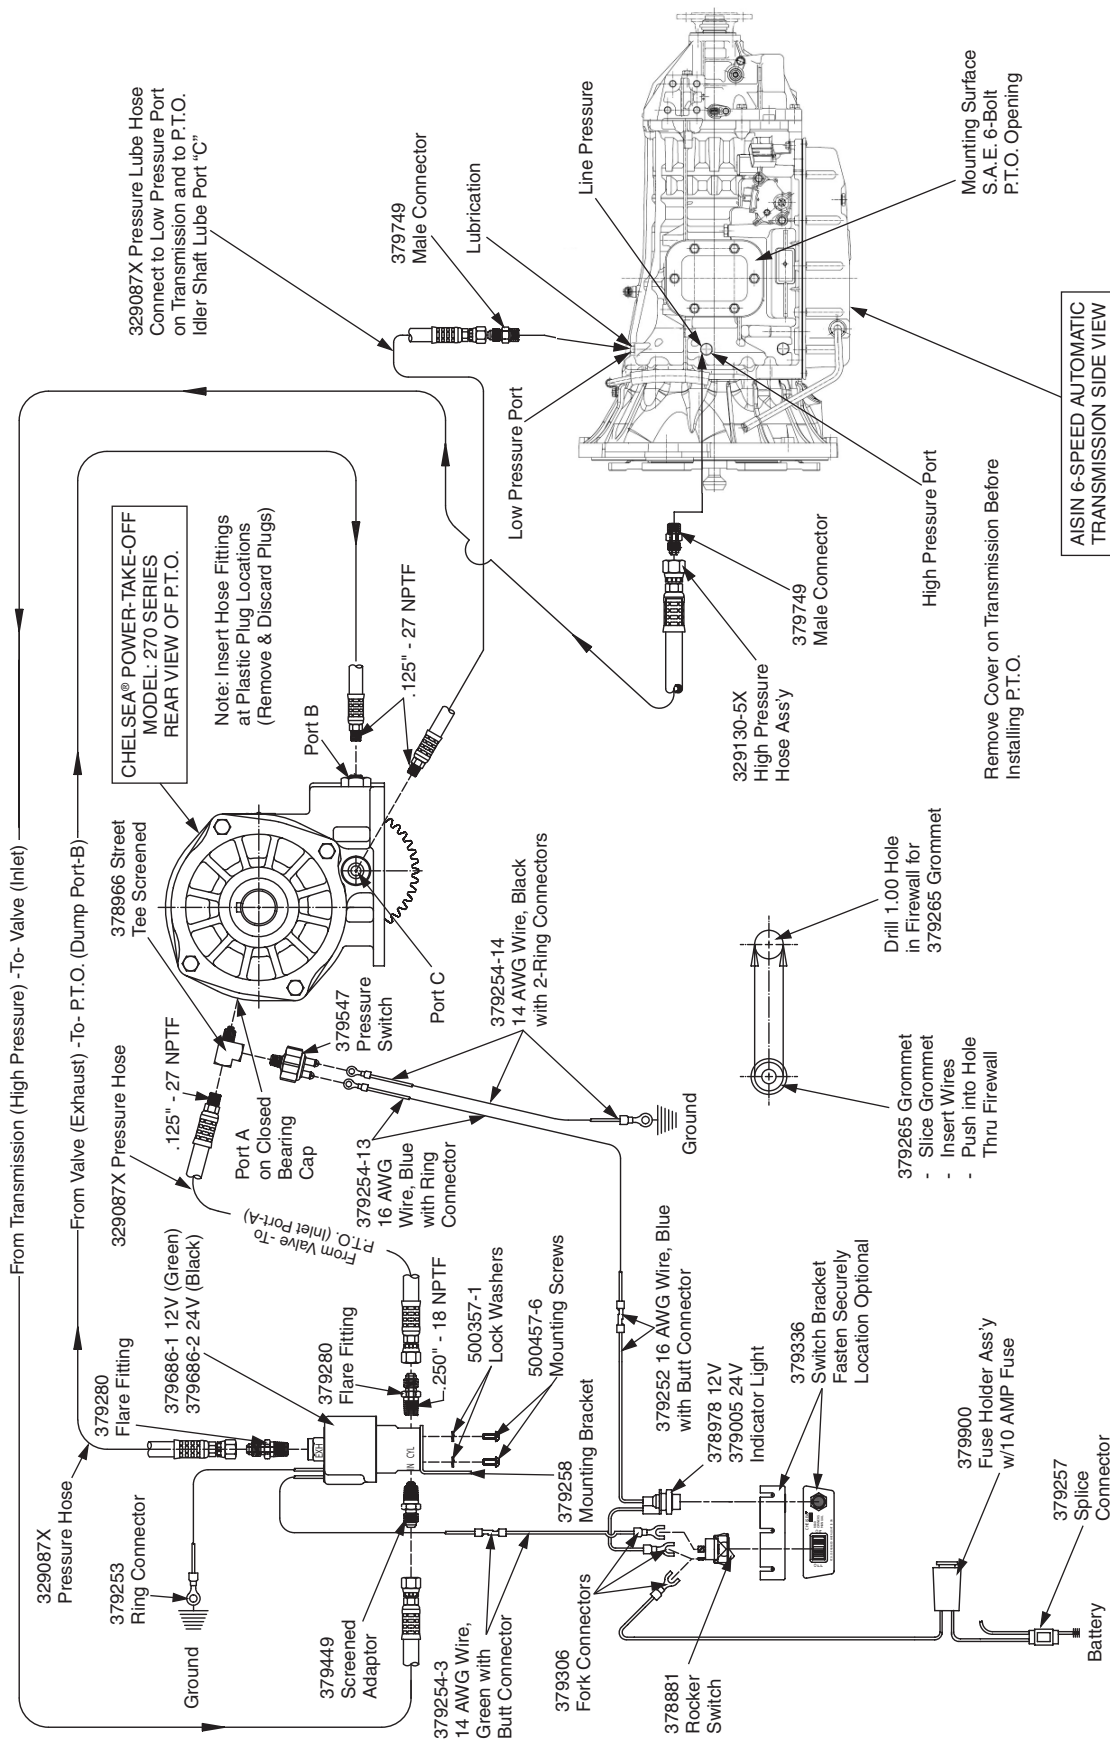 From Transmission (High Pressure) -To- Valve (Inlet)
From Valve (Exhaust) -To- P.T.O. (Dump Port-B)
329087X
Pressure Hose
379280
Flare Fitting
379686-1 12V (Green)
379686-2 24V (Black)
329087X Pressure Hose
.125" - 27 NPTF
378966 Street
Tee Screened
CHELSEA® POWER-TAKE-OFF
MODEL: 270 SERIES
REAR VIEW OF P.T.O.
Note: Insert Hose Fittings
at Plastic Plug Locations
(Remove & Discard Plugs)
Port B
.125" - 27 NPTF
329087X Pressure Lube Hose
Connect to Low Pressure Port
on Transmission and to P.T.O.
Idler Shaft Lube Port “C”
379749
Male Connector
Lubrication
Line Pressure
Low Pressure Port
379253
Ring Connector
Ground
EXH
IN
CYL
379280
Flare Fitting
From Valve -To
P.T.O. (Inlet Port-A)
Port A
on Closed
Bearing
Cap
379547
Pressure
Switch
Port C
379449
Screened
Adaptor
.250" - 18 NPTF
500357-1
Lock Washers
500457-6
Mounting Screws
379254-13
16 AWG
Wire, Blue
with Ring
Connector
379254-14
14 AWG Wire, Black
with 2-Ring Connectors
Ground
329130-5X
High Pressure
Hose Ass'y
379749
Male Connector
High Pressure Port
Mounting Surface
S.A.E. 6-Bolt
P.T.O. Opening
379254-3
14 AWG Wire,
Green with
Butt Connector
379258
Mounting Bracket
379252 16 AWG Wire, Blue
with Butt Connector
379306
Fork Connectors
378978 12V
379005 24V
Indicator Light
378881
Rocker
Switch
379336
Switch Bracket
Fasten Securely
Location Optional
379265 Grommet
- Slice Grommet
- Insert Wires
- Push into Hole
Thru Firewall
Drill 1.00 Hole
in Firewall for
379265 Grommet
Remove Cover on Transmission Before
Installing P.T.O.
AISIN 6-SPEED AUTOMATIC
TRANSMISSION SIDE VIEW
379900
Fuse Holder Ass'y
w/10 AMP Fuse
379257
Splice
Connector
Battery